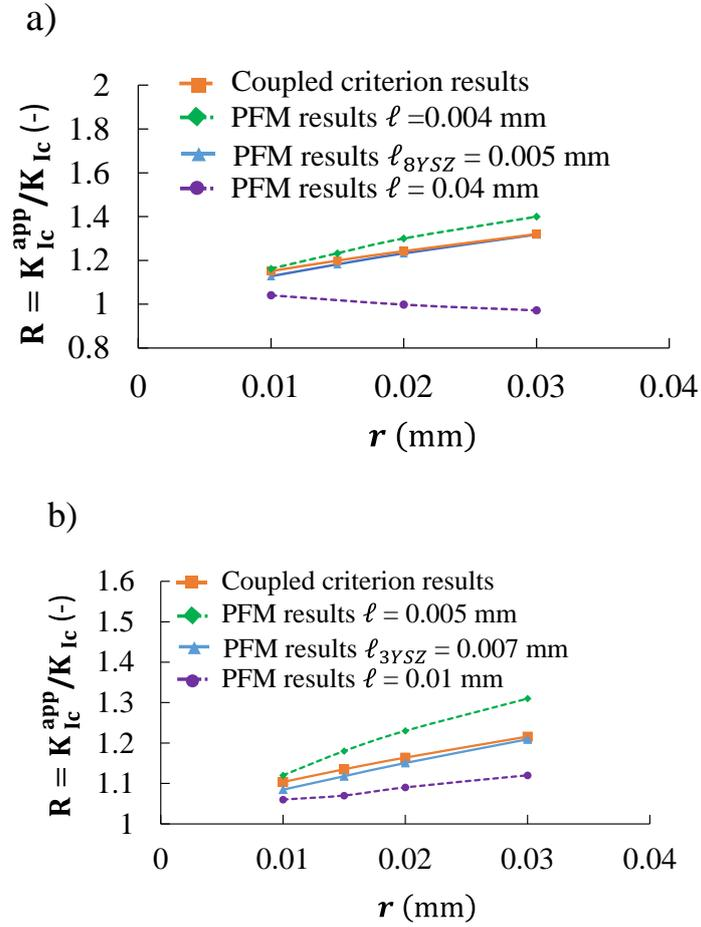 a)
R = K_Ic^app/K_Ic (-)
2
1.8
1.6
1.4
1.2
1
0.8
Coupled criterion results
PFM results ℓ =0.004 mm
PFM results ℓ_8YSZ = 0.005 mm
PFM results ℓ = 0.04 mm
0 0.01 0.02 0.03 0.04
r (mm)
b)
R = K_Ic^app/K_Ic (-)
1.6
1.5
1.4
1.3
1.2
1.1
1
Coupled criterion results
PFM results ℓ = 0.005 mm
PFM results ℓ_3YSZ = 0.007 mm
PFM results ℓ = 0.01 mm
0 0.01 0.02 0.03 0.04
r (mm)